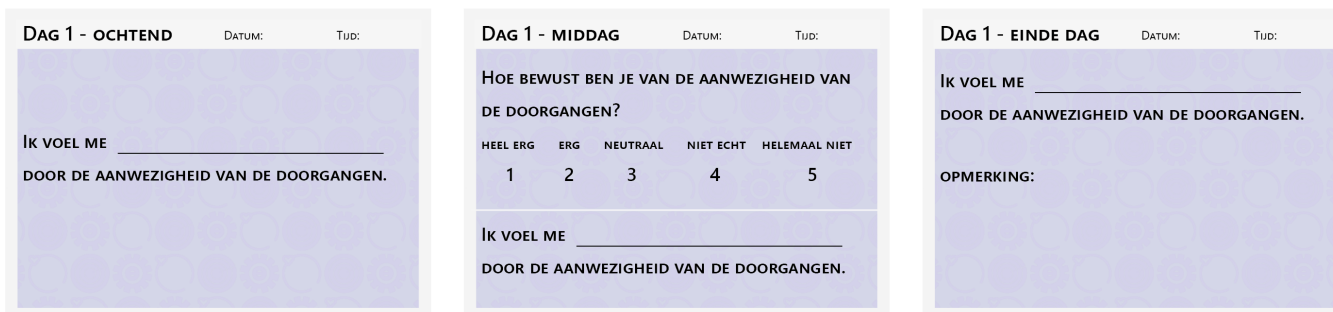 Dag 1 - ochtend Datum: Tijd:
Ik voel me
door de aanwezigheid van de doorgangen.
Dag 1 - middag Datum: Tijd:
Hoe bewust ben je van de aanwezigheid van
de doorgangen?
heel erg erg neutraal niet echt helemaal niet
1 2 3 4 5
Ik voel me
door de aanwezigheid van de doorgangen.
Dag 1 - einde dag Datum: Tijd:
Ik voel me
door de aanwezigheid van de doorgangen.
opmerking: